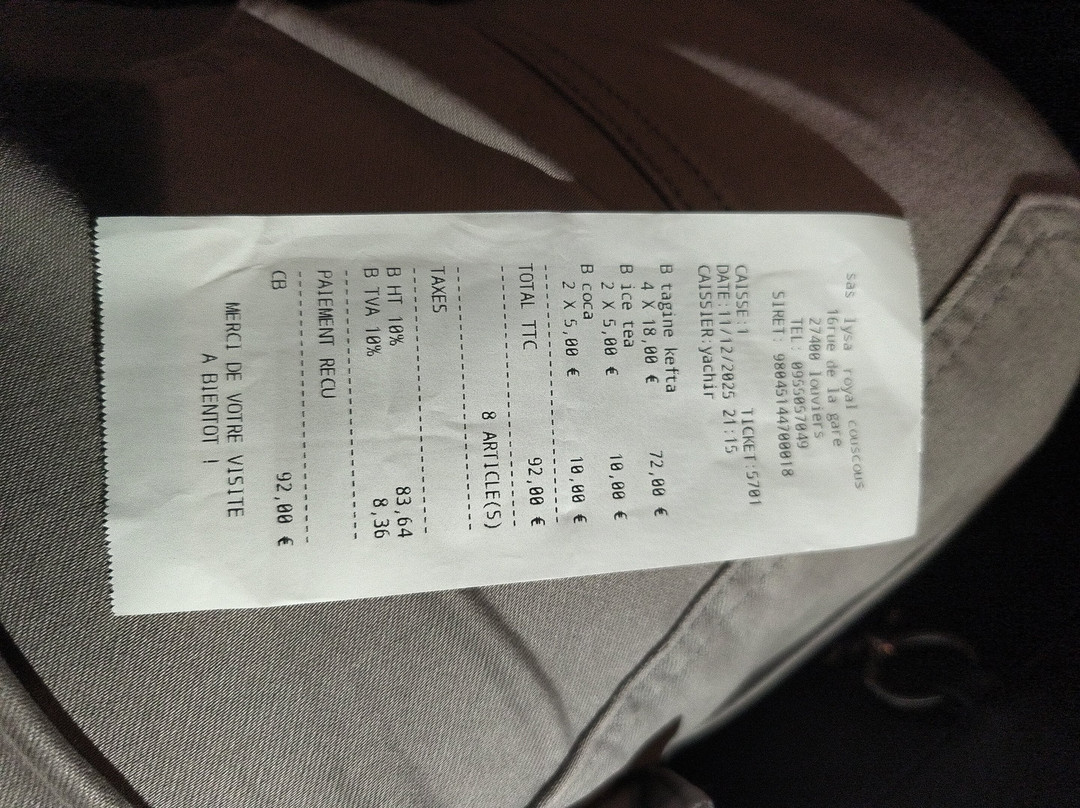 sas lysa royal couscous
16rue de la gare
27400 louviers
TEL: 0955057049
SIRET: 98045144700018
CAISSE:1 TICKET:5701
DATE:11/12/2025 21:15
CAISSIER:yachir
B tagine kefta
4 X 18,00 € 72,00 €
B ice tea
2 X 5,00 € 10,00 €
B coca
2 X 5,00 € 10,00 €
TOTAL TTC 92,00 €
8 ARTICLE(S)
TAXES
B HT 10% 83,64
B TVA 10% 8,36
PAIEMENT RECU
CB 92,00 €
MERCI DE VOTRE VISITE
A BIENTOT !